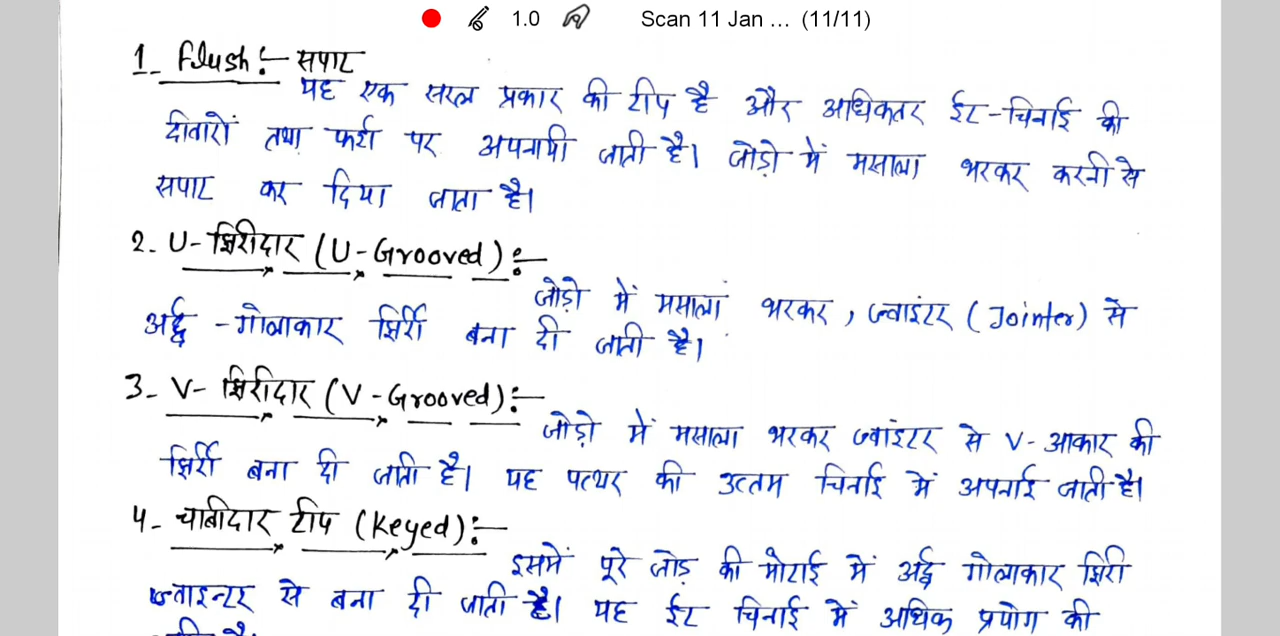 1.0 Scan 11 Jan ... (11/11)
1- Flush:- सपाट
यह एक सरल प्रकार की टीप है और अधिकतर ईट-चिनाई की
दीवारों तथा फर्श पर अपनायी जाती है। जोड़ो में मसाला भरकर करनी से
सपाट कर दिया जाता है।
2- U-झिरीदार (U-Grooved):-
जोड़ो में मसाला भरकर, ज्वाइंटर (Jointer) से
अर्द्ध -गोलाकार झिर्री बना दी जाती है।
3- V- झिरीदार (V-Grooved):-
जोड़ो में मसाला भरकर ज्वाइंटर से V-आकार की
झिर्री बना दी जाती है। यह पत्थर की उत्तम चिनाई में अपनाई जाती है।
4- चाबीदार टीप (Keyed):-
इसमें पूरे जोड़ की मोटाई में अर्द्ध गोलाकार झिरी
ज्वाइन्टर से बना दी जाती है। यह ईट चिनाई में अधिक प्रयोग की
है।